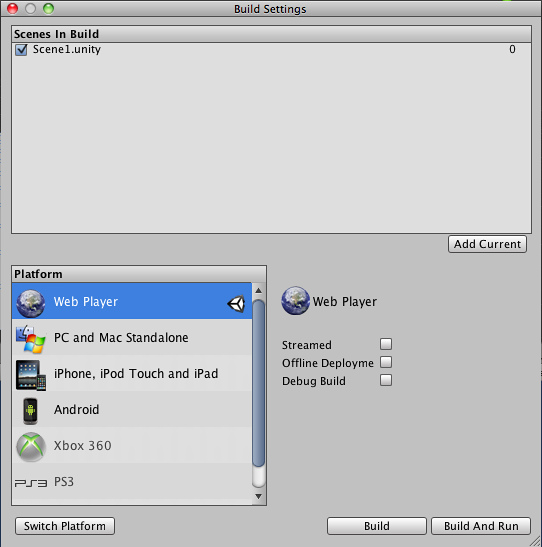 Build Settings
Scenes In Build
Scene1.unity 0
Add Current
Platform
Web Player
PC and Mac Standalone
iPhone, iPod Touch and iPad
Android
Xbox 360
PS3 PS3
Web Player
Streamed
Offline Deployme
Debug Build
Switch Platform Build Build And Run